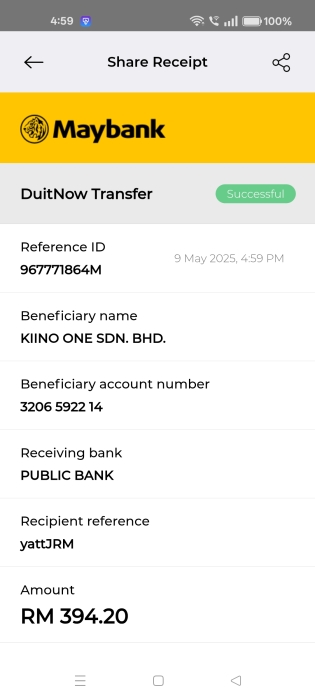 4:59
100%
Share Receipt
Maybank
DuitNow Transfer
Successful
Reference ID
967771864M
9 May 2025, 4:59 PM
Beneficiary name
KIINO ONE SDN. BHD.
Beneficiary account number
3206 5922 14
Receiving bank
PUBLIC BANK
Recipient reference
yattJRM
Amount
RM 394.20